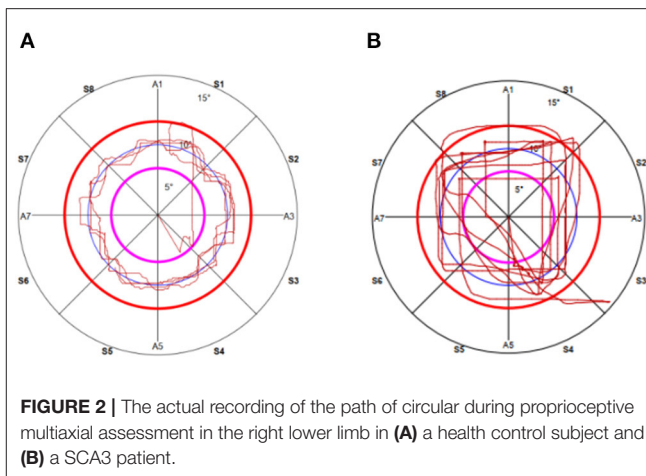 A
B
A1
S8
S1
15°
10°
S7
S2
5°
A7
A3
S6
S3
S5
A5
S4
A1
S8
S1
15°
10°
S7
S2
5°
A7
A3
S6
S3
S5
A5
S4
FIGURE 2 | The actual recording of the path of circular during proprioceptive
multiaxial assessment in the right lower limb in (A) a health control subject and
(B) a SCA3 patient.